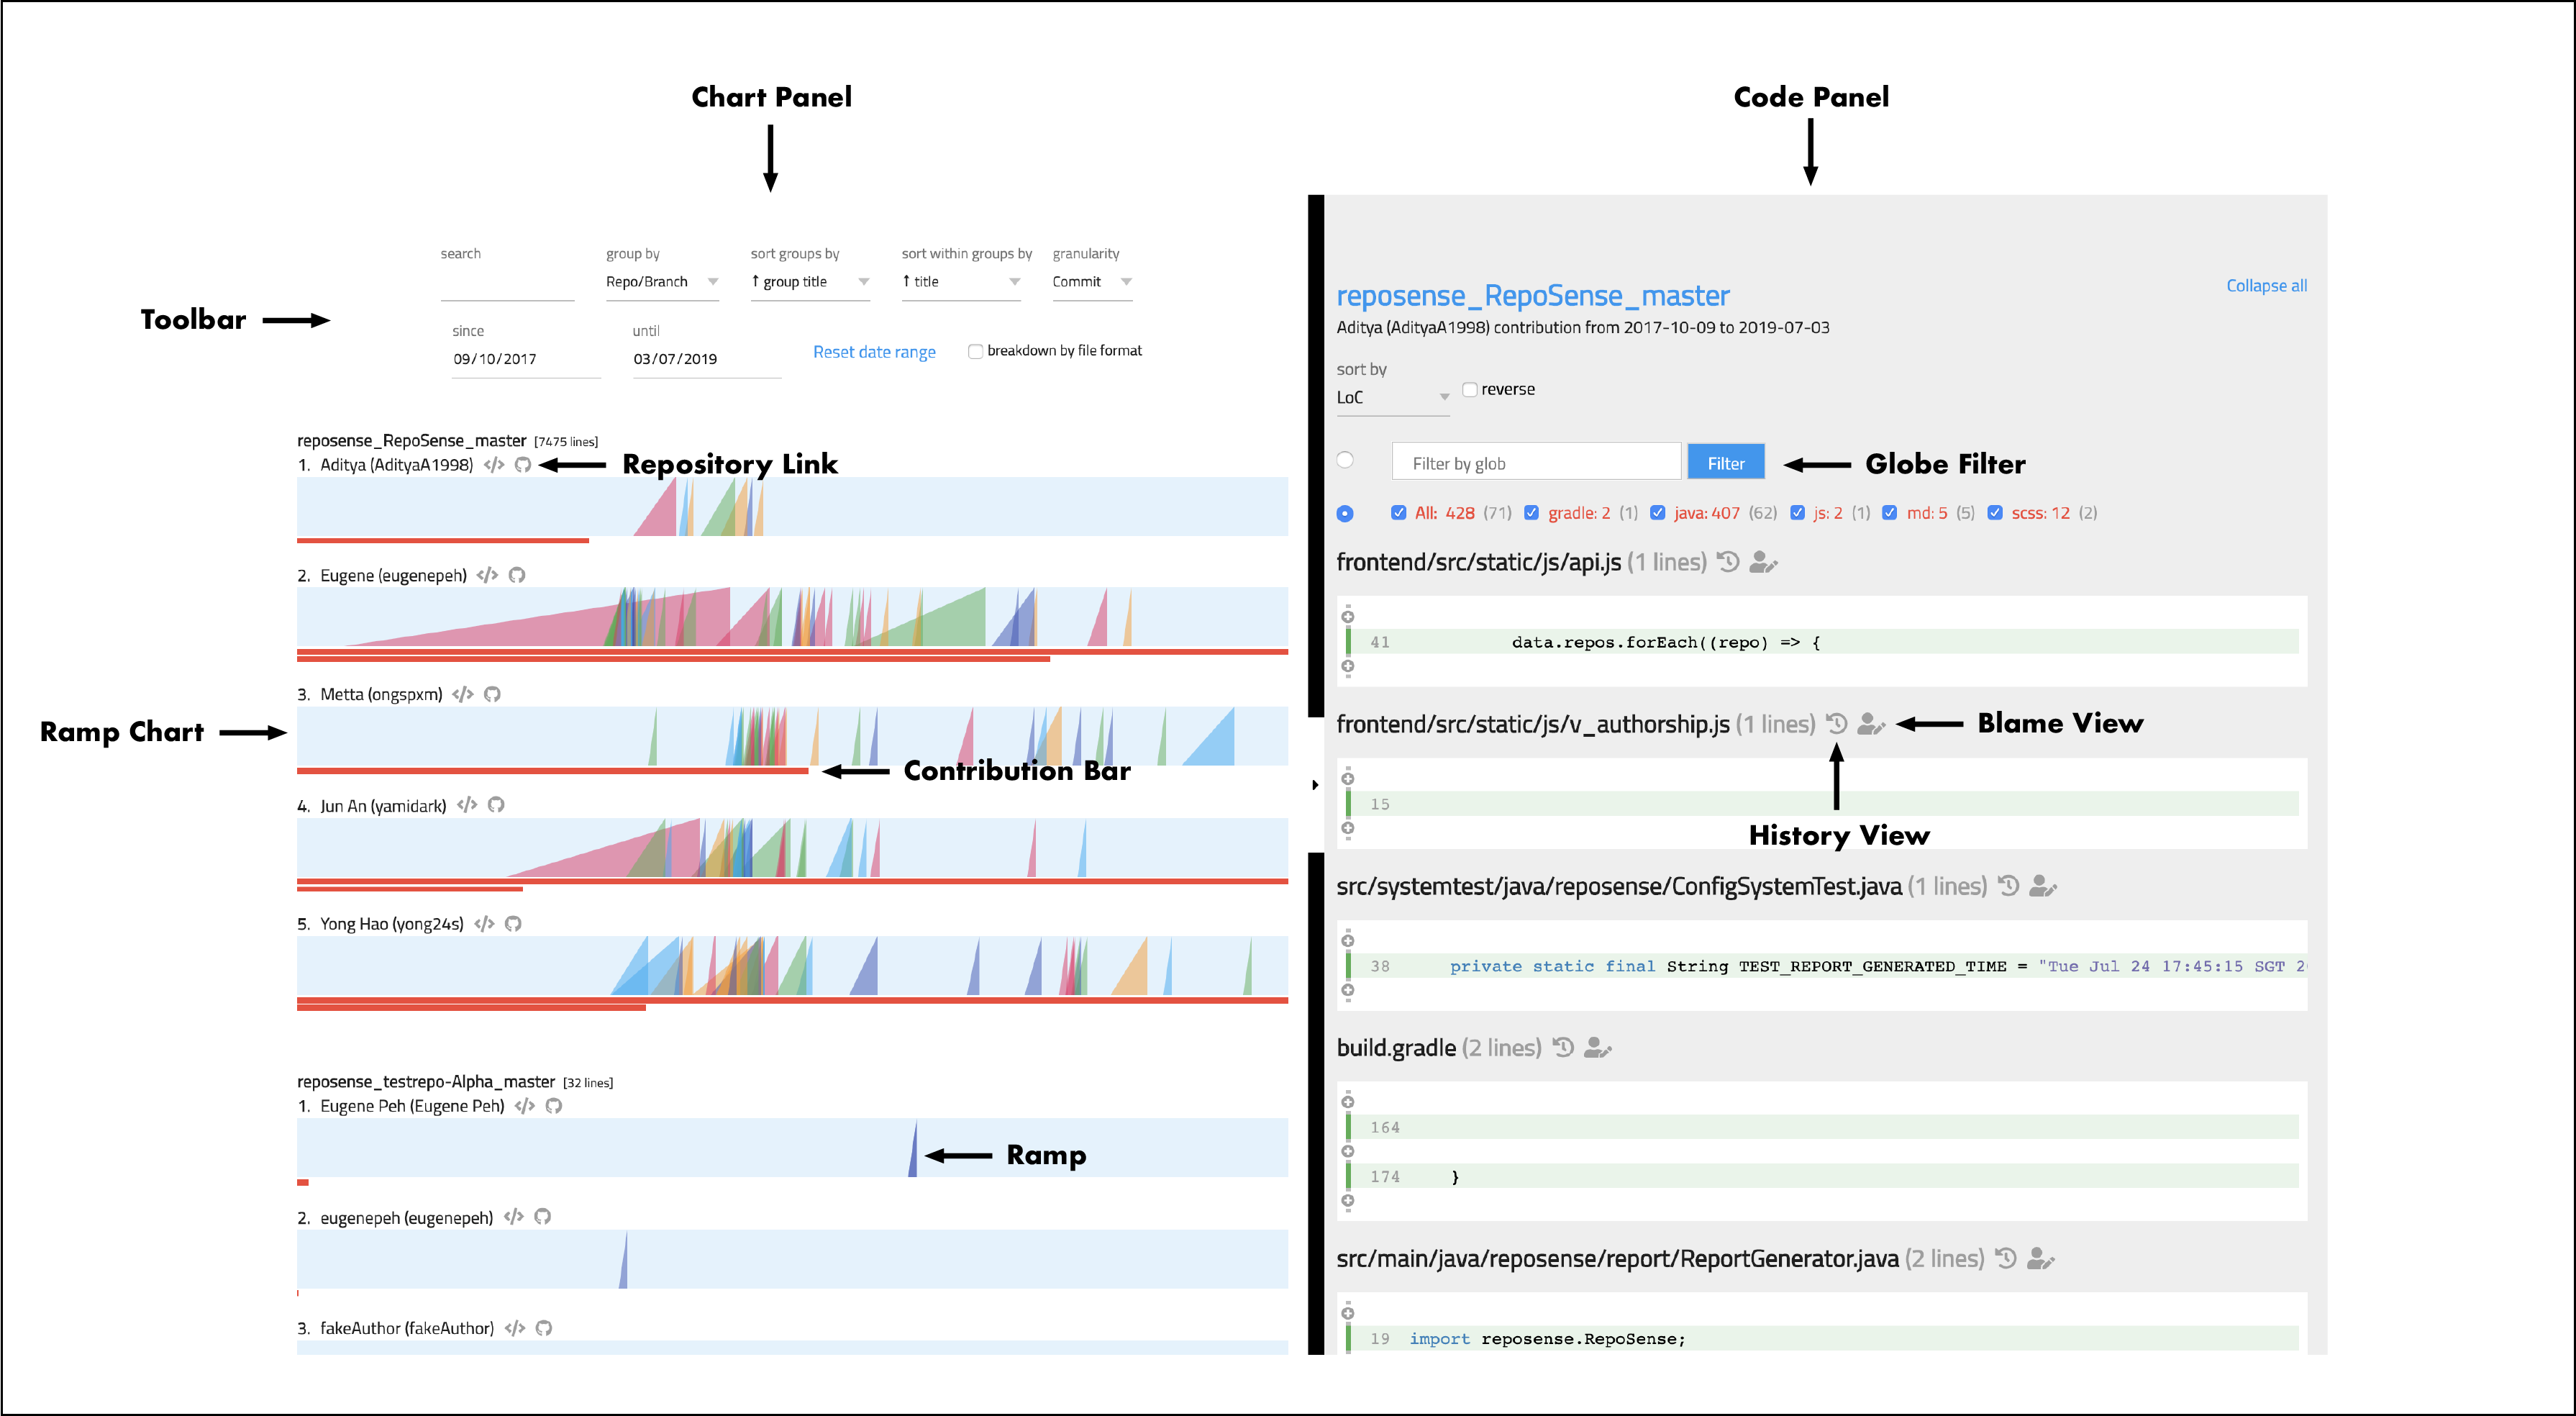 Chart Panel
Code Panel
search
group by
sort groups by
sort within groups by
granularity
Repo/Branch
↑ group title
↑ title
Commit
Toolbar
since
until
09/10/2017
03/07/2019
Reset date range
breakdown by file format
reposense_RepoSense_master [7475 lines]
1. Aditya (AdityaA1998)
Repository Link
2. Eugene (eugenepeh)
3. Metta (ongspxm)
Ramp Chart
Contribution Bar
4. Jun An (yamidark)
5. Yong Hao (yong24s)
reposense_testrepo-Alpha_master [32 lines]
1. Eugene Peh (Eugene Peh)
Ramp
2. eugenepeh (eugenepeh)
3. fakeAuthor (fakeAuthor)
Collapse all
reposense_RepoSense_master
Aditya (AdityaA1998) contribution from 2017-10-09 to 2019-07-03
sort by
LoC
reverse
Filter by glob
Filter
Globe Filter
All: 428 (71) gradle: 2 (1) java: 407 (62) js: 2 (1) md: 5 (5) scss: 12 (2)
frontend/src/static/js/api.js (1 lines)
41 data.repos.forEach((repo) => {
frontend/src/static/js/v_authorship.js (1 lines)
Blame View
15
History View
src/systemtest/java/reposense/ConfigSystemTest.java (1 lines)
38 private static final String TEST_REPORT_GENERATED_TIME = "Tue Jul 24 17:45:15 SGT 2
build.gradle (2 lines)
164
174 }
src/main/java/reposense/report/ReportGenerator.java (2 lines)
19 import reposense.RepoSense;